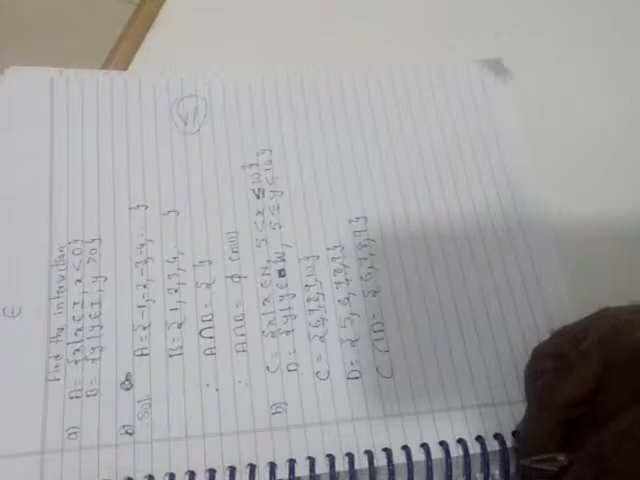 ∈
Find the intersection
a) A = {x | x ∈ Z, x < 0}
B = {y | y ∈ Z, y > 0}
Sol A = {-1, -2, -3, -4, ... }
B = {1, 2, 3, 4, ... }
∴ A ∩ B = { }
∴ A ∩ B = φ (null)
b) C = {x | x ∈ N, 5 < x ≤ 10}
D = {y | y ∈ W, 5 ≤ y < 10}
C = {6, 7, 8, 9, 10}
D = {5, 6, 7, 8, 9}
C ∩ D = {6, 7, 8, 9}